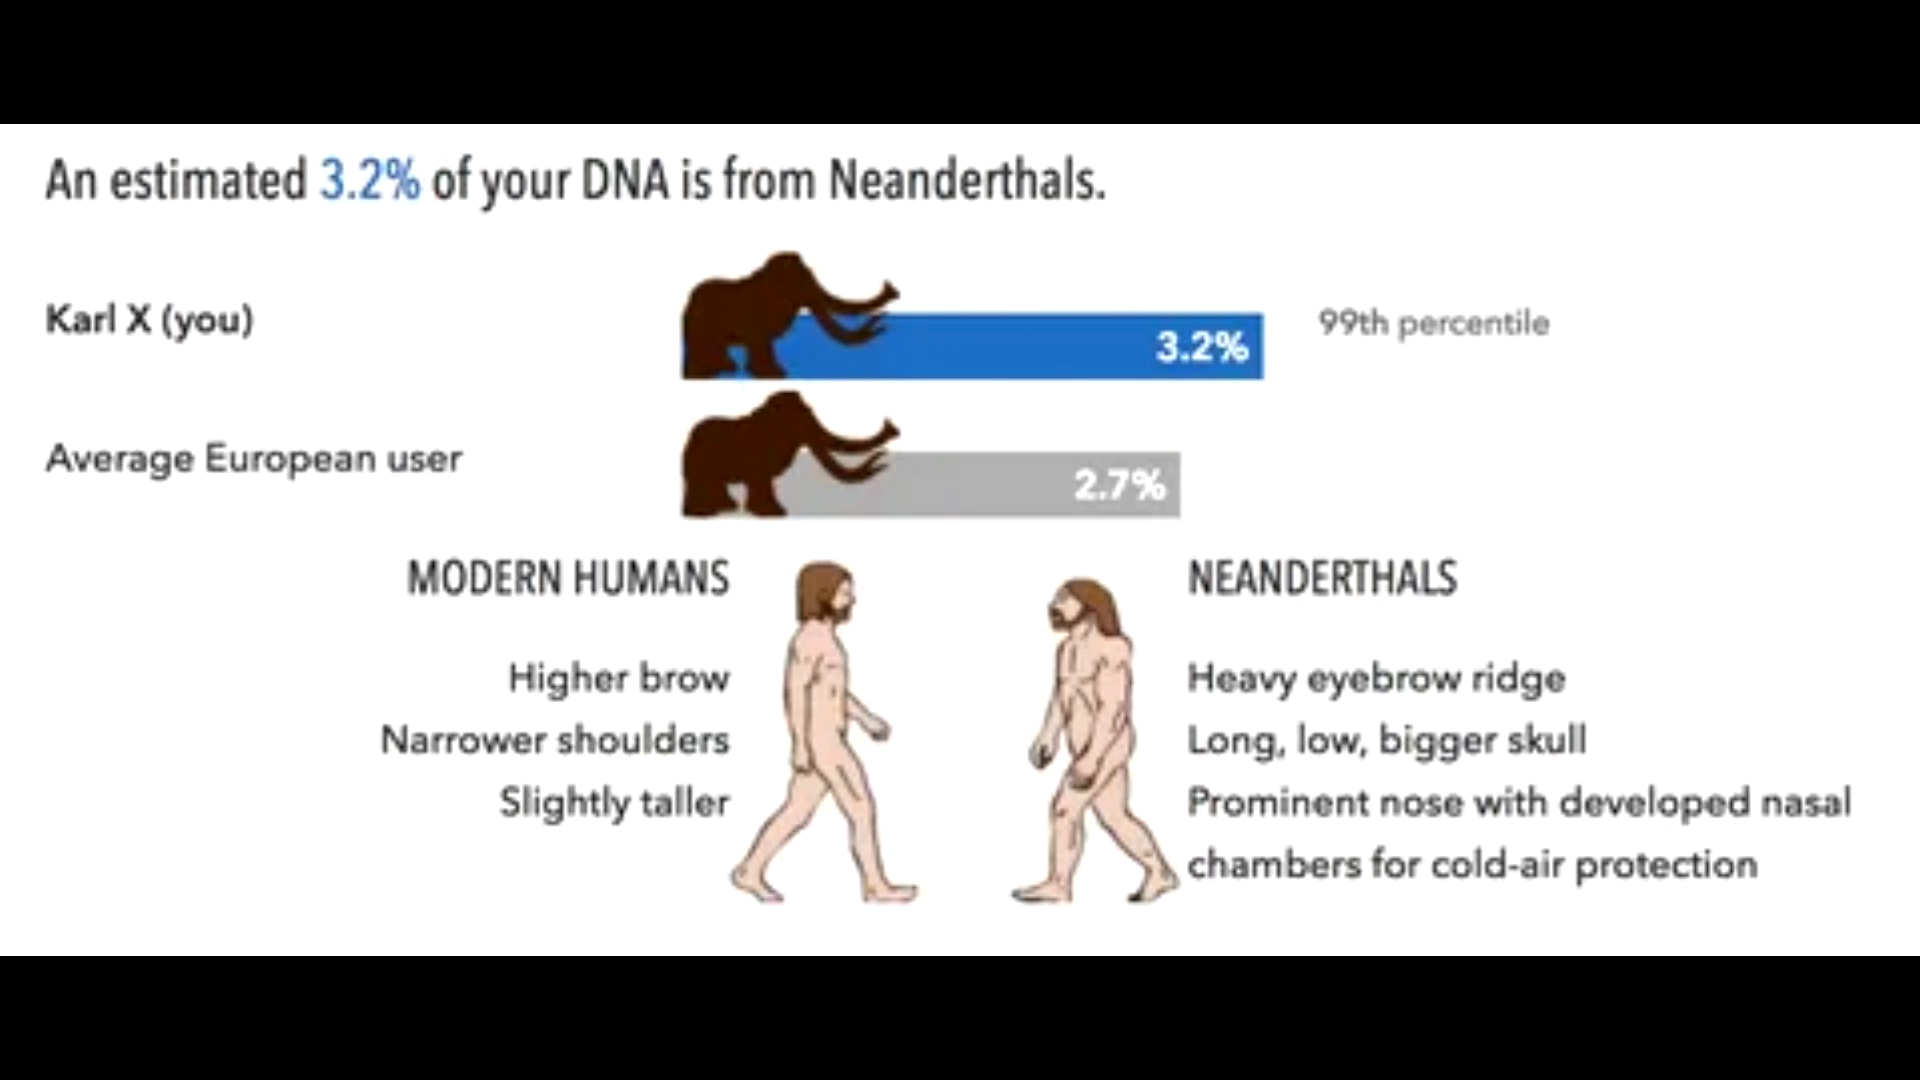 An estimated 3.2% of your DNA is from Neanderthals.
Karl X (you)
3.2%
99th percentile
Average European user
2.7%
MODERN HUMANS
Higher brow
Narrower shoulders
Slightly taller
NEANDERTHALS
Heavy eyebrow ridge
Long, low, bigger skull
Prominent nose with developed nasal
chambers for cold-air protection